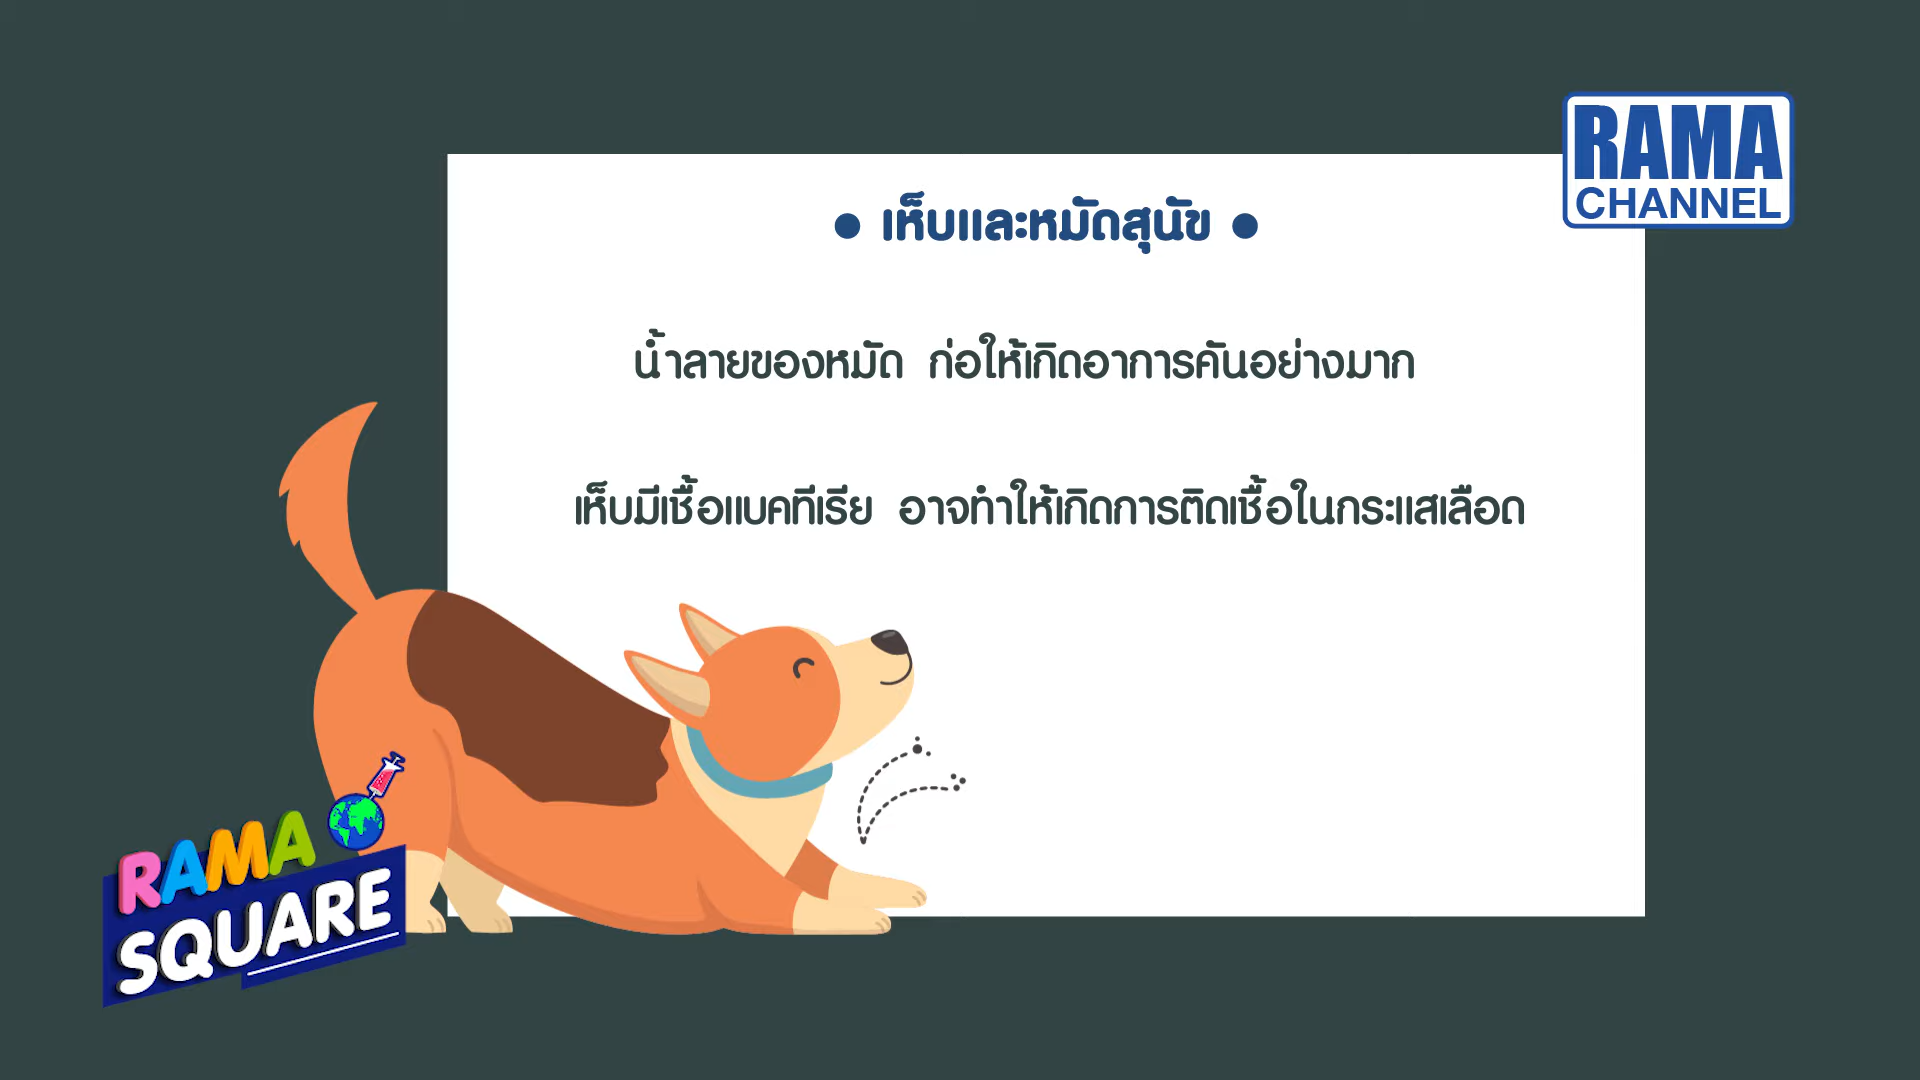 RAMA
CHANNEL
• เห็บและหมัดสุนัข •
น้ำลายของหมัด ก่อให้เกิดอาการคันอย่างมาก
เห็บมีเชื้อแบคทีเรีย อาจทำให้เกิดการติดเชื้อในกระแสเลือด
RAMA
SQUARE